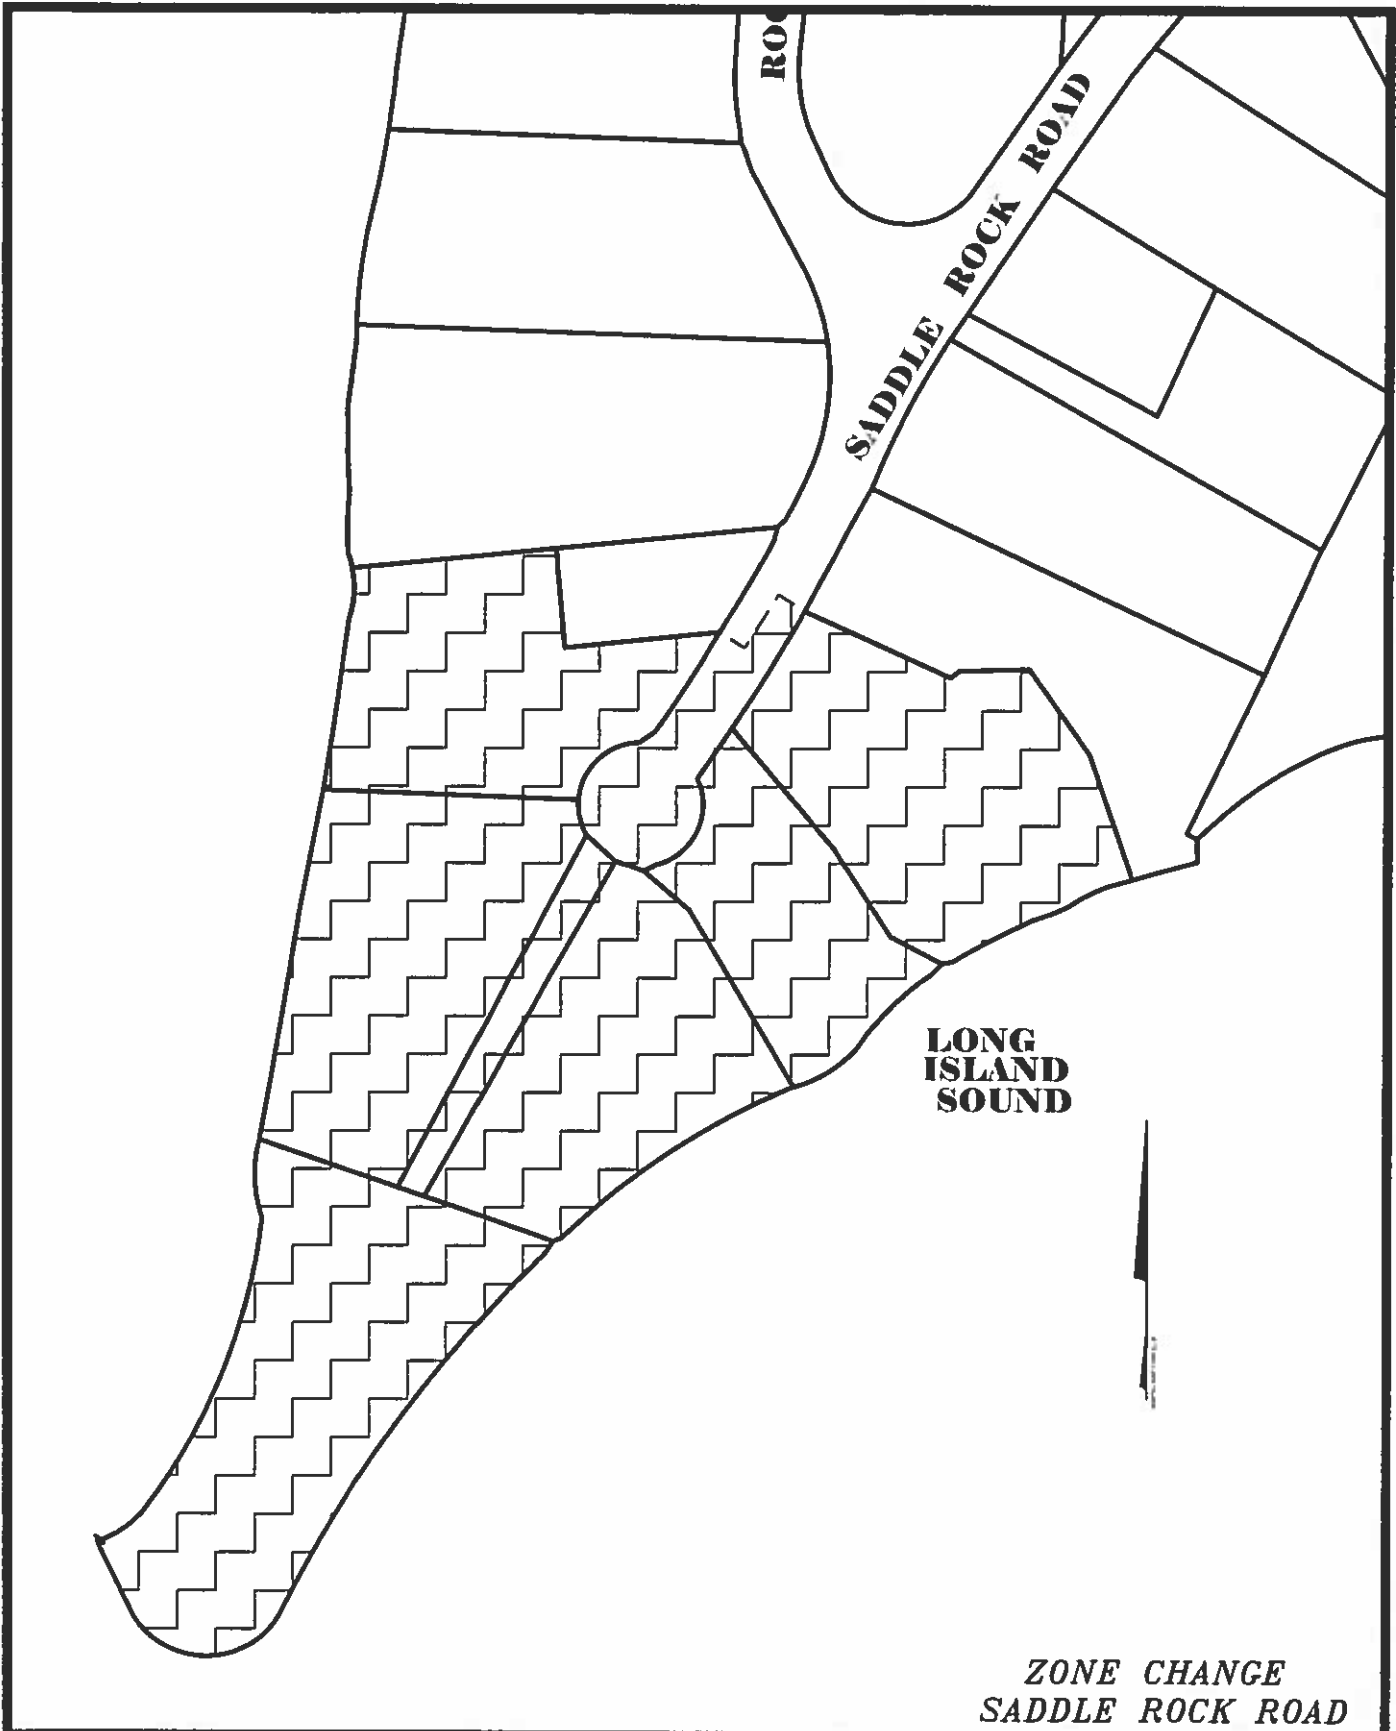 ROC
SADDLE ROCK ROAD
LONG
ISLAND
SOUND
ZONE CHANGE
SADDLE ROCK ROAD